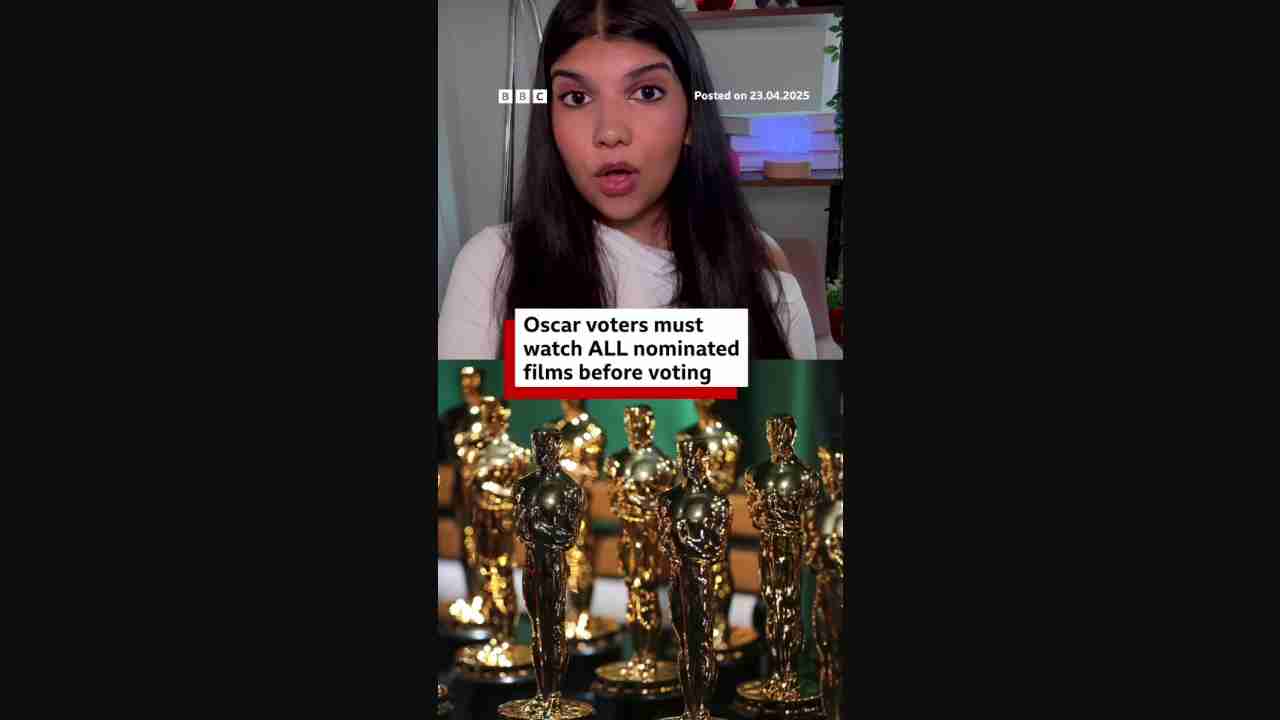 BBC
Posted on 23.04.2025
Oscar voters must
watch ALL nominated
films before voting